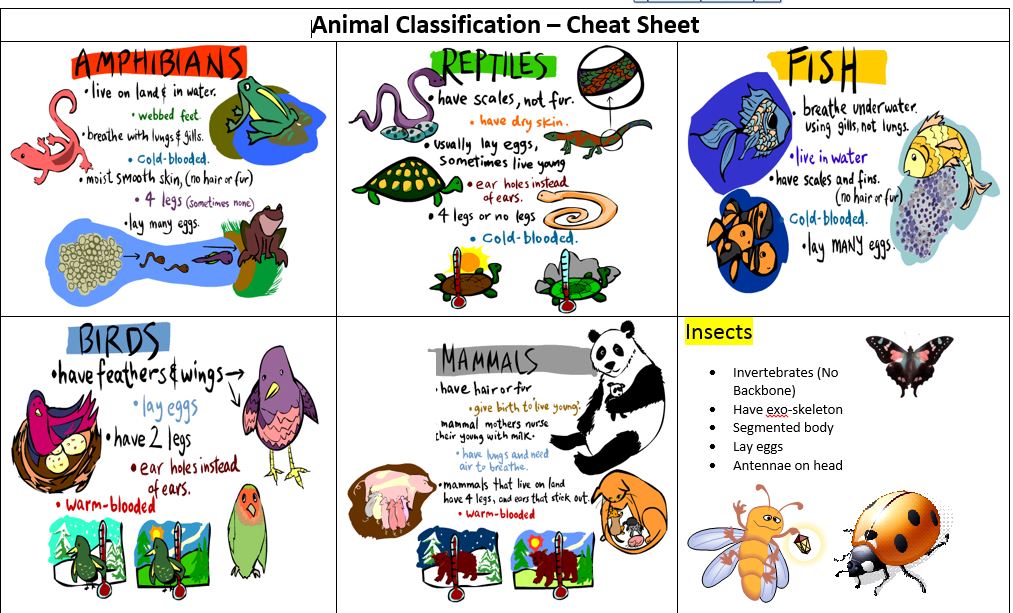 Animal Classification – Cheat Sheet
AMPHIBIANS
• live on land & in water.
• webbed feet.
• breathe with lungs & gills.
• Cold-blooded.
• moist smooth skin, (no hair or fur)
• 4 legs (sometimes none)
• lay many eggs.
REPTILES
• have scales, not fur.
• have dry skin.
• usually lay eggs,
sometimes live young
• ear holes instead
of ears.
• 4 legs or no legs
• Cold-blooded.
FISH
• breathe underwater
using gills, not lungs.
• live in water
• have scales and fins.
(no hair or fur)
Cold-blooded.
• lay MANY eggs.
BIRDS
• have feathers & wings→
• lay eggs
• have 2 legs
• ear holes instead
of ears.
• warm-blooded
MAMMALS
• have hair or fur
• give birth to 'live young'.
mammal mothers nurse
their young with milk.
• have lungs and need
air to breathe.
• mammals that live on land
have 4 legs, and ears that stick out.
• warm-blooded
Insects
• Invertebrates (No
Backbone)
• Have exo-skeleton
• Segmented body
• Lay eggs
• Antennae on head